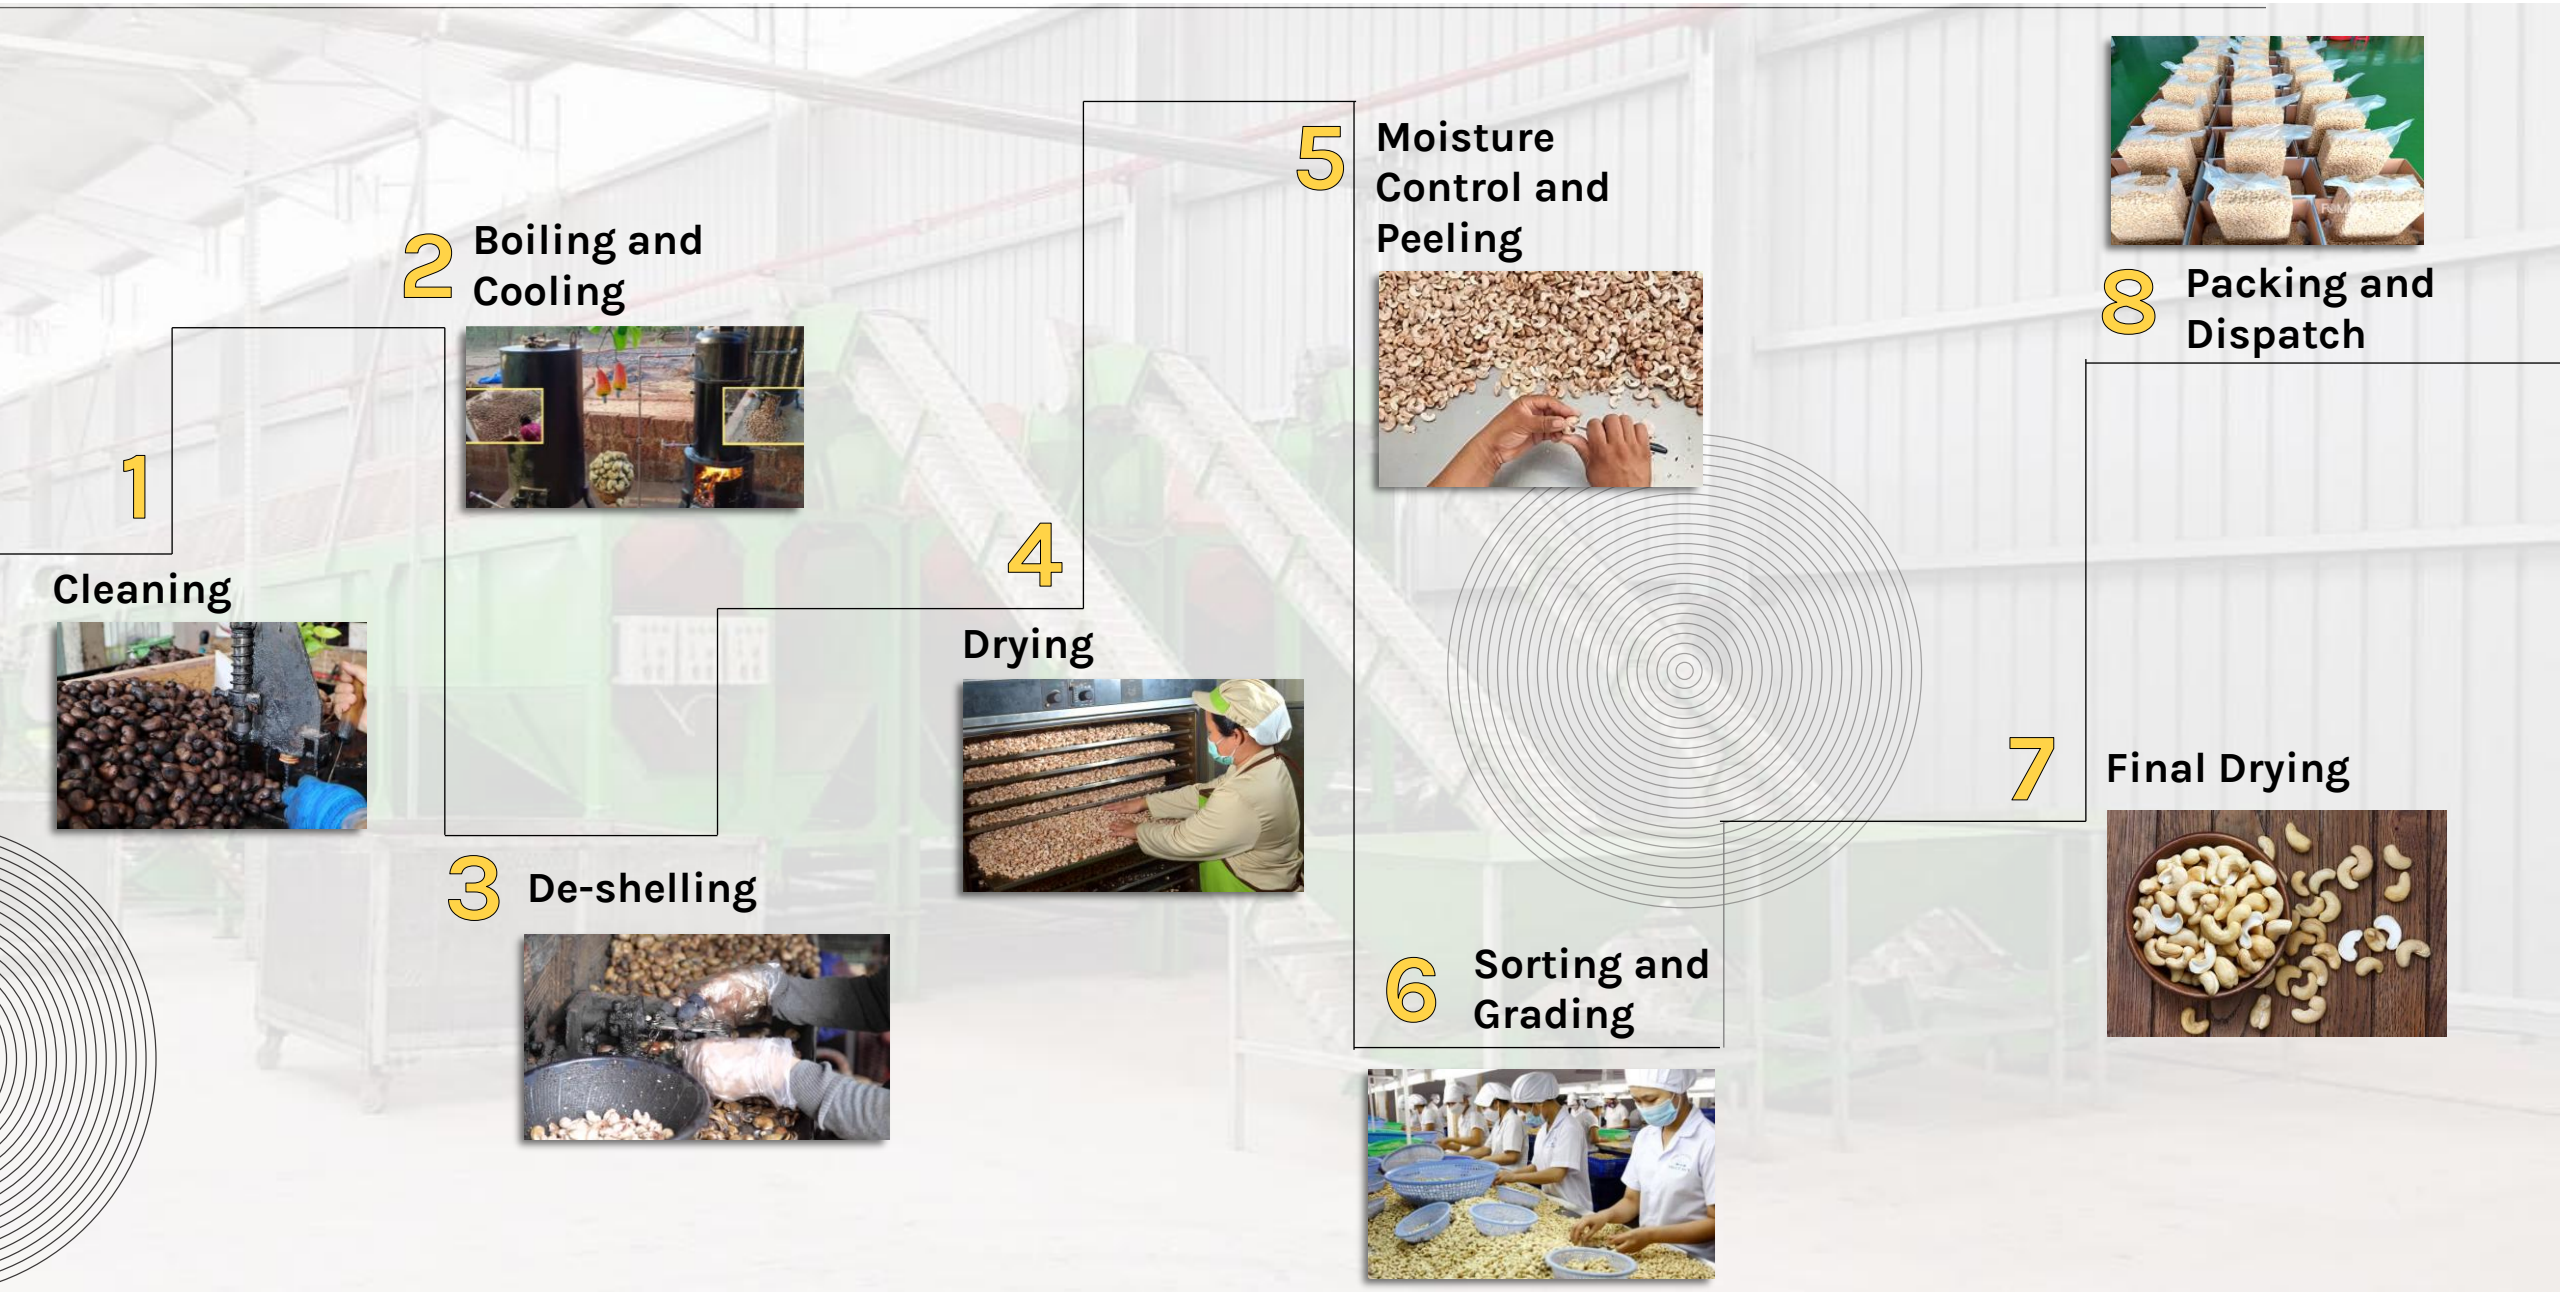 1
Cleaning
2
Boiling and
Cooling
3
De-shelling
4
Drying
5
Moisture
Control and
Peeling
6
Sorting and
Grading
7
Final Drying
8
Packing and
Dispatch